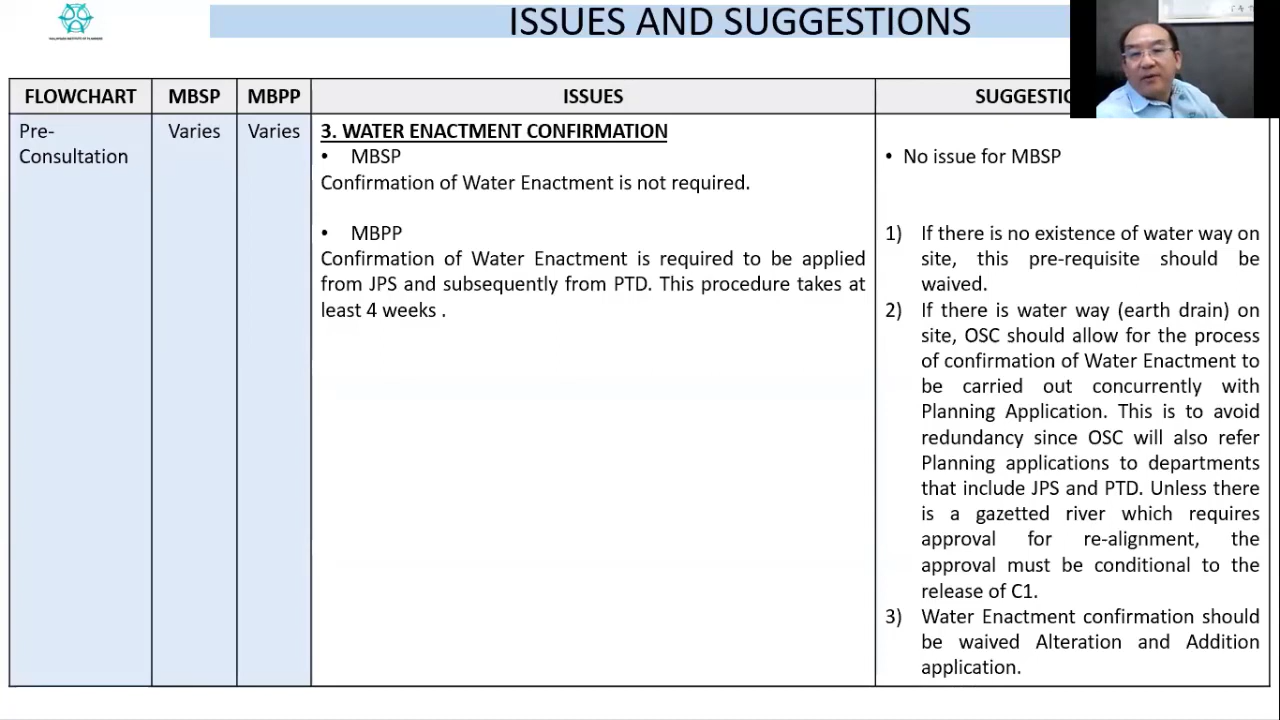 ISSUES AND SUGGESTIONS
FLOWCHART MBSP MBPP ISSUES SUGGESTIO
Pre-
Consultation
Varies
Varies
3. WATER ENACTMENT CONFIRMATION
• MBSP
Confirmation of Water Enactment is not required.
• MBPP
Confirmation of Water Enactment is required to be applied
from JPS and subsequently from PTD. This procedure takes at
least 4 weeks .
• No issue for MBSP
1) If there is no existence of water way on
site, this pre-requisite should be
waived.
2) If there is water way (earth drain) on
site, OSC should allow for the process
of confirmation of Water Enactment to
be carried out concurrently with
Planning Application. This is to avoid
redundancy since OSC will also refer
Planning applications to departments
that include JPS and PTD. Unless there
is a gazetted river which requires
approval for re-alignment, the
approval must be conditional to the
release of C1.
3) Water Enactment confirmation should
be waived Alteration and Addition
application.